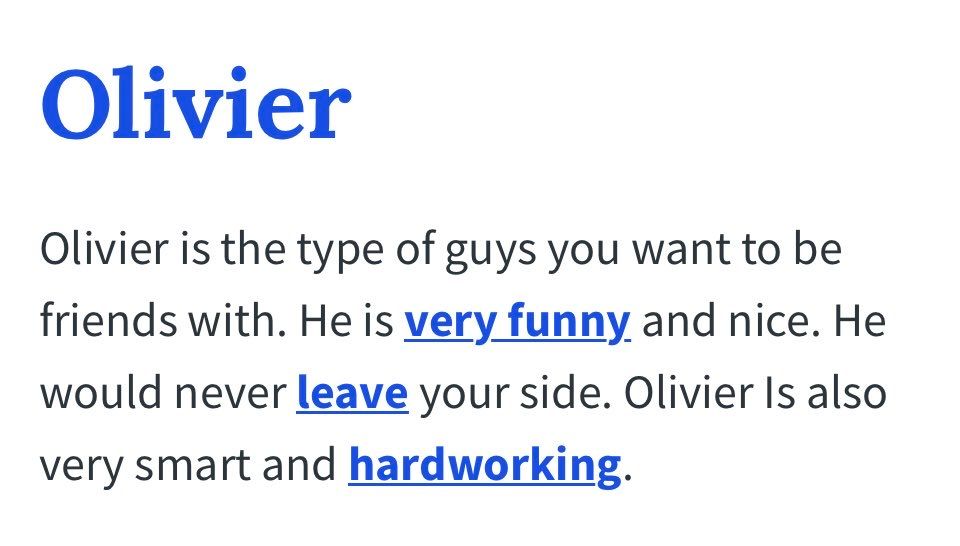 Olivier
Olivier is the type of guys you want to be
friends with. He is very funny and nice. He
would never leave your side. Olivier Is also
very smart and hardworking.